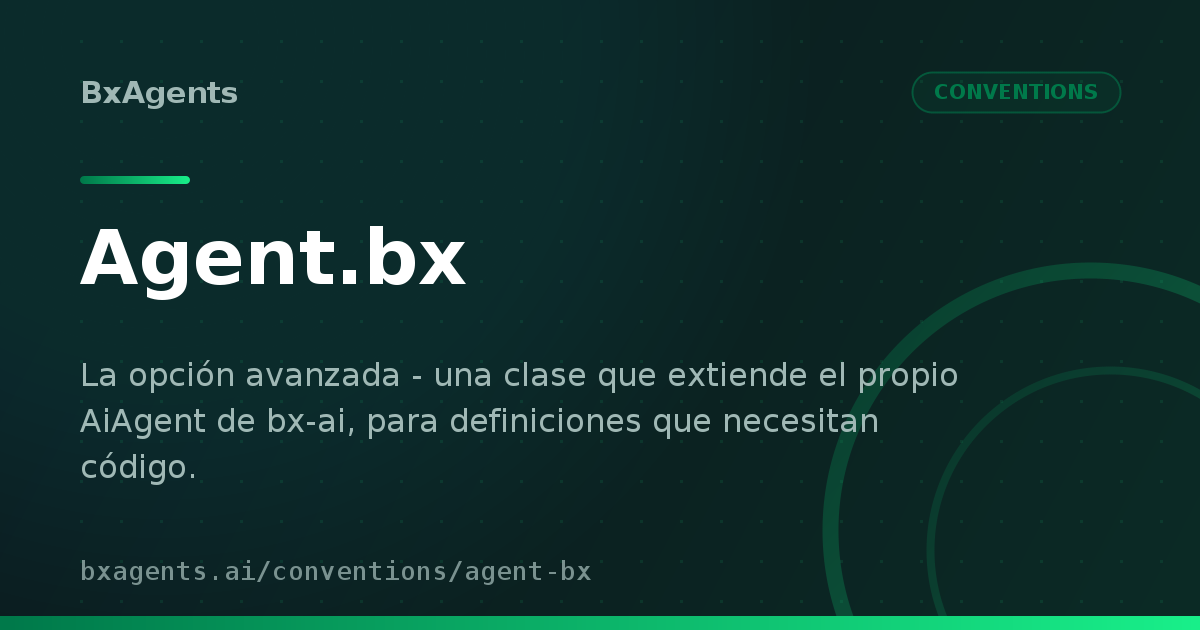 BxAgents
CONVENTIONS
Agent.bx
La opción avanzada - una clase que extiende el propio
AiAgent de bx-ai, para definiciones que necesitan
código.
bxagents.ai/conventions/agent-bx